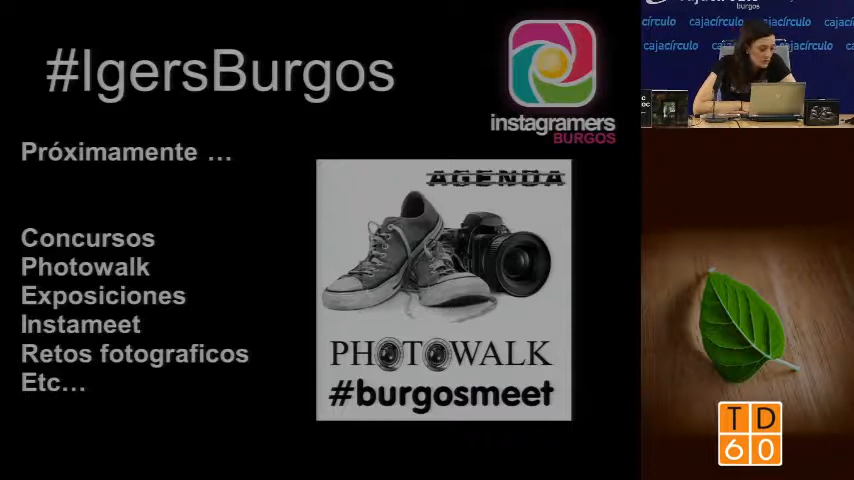 #IgersBurgos
instagramers
BURGOS
Próximamente …
Concursos
Photowalk
Exposiciones
Instameet
Retos fotograficos
Etc…
AGENDA
PHOTOWALK
#burgosmeet
cajacírculo
burgos
cajacírculo
cajacírculo
cajacírculo
cajacírculo
TD
60